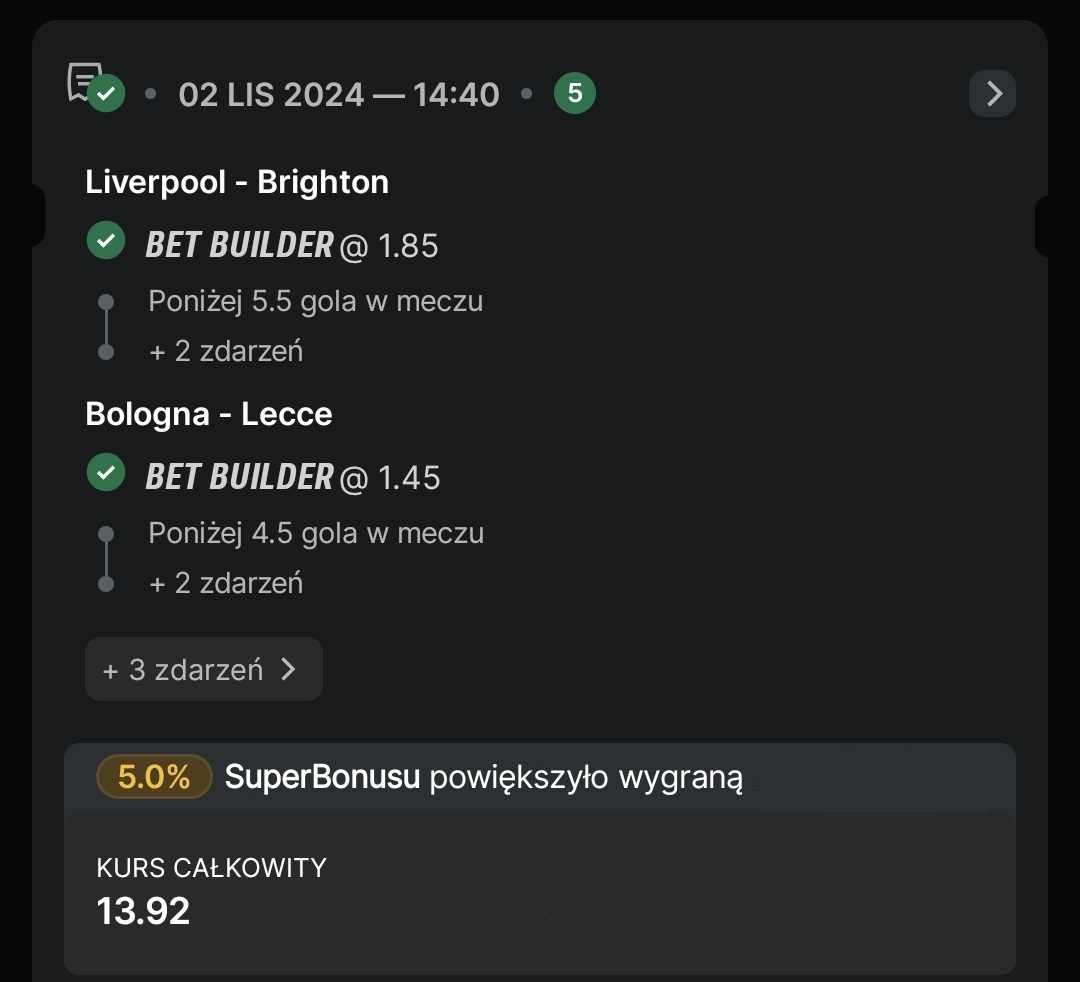 02 LIS 2024 — 14:40 • 5
Liverpool - Brighton
BET BUILDER @ 1.85
Poniżej 5.5 gola w meczu
+ 2 zdarzeń
Bologna - Lecce
BET BUILDER @ 1.45
Poniżej 4.5 gola w meczu
+ 2 zdarzeń
+ 3 zdarzeń
5.0% SuperBonusu powiększyło wygraną
KURS CAŁKOWITY
13.92